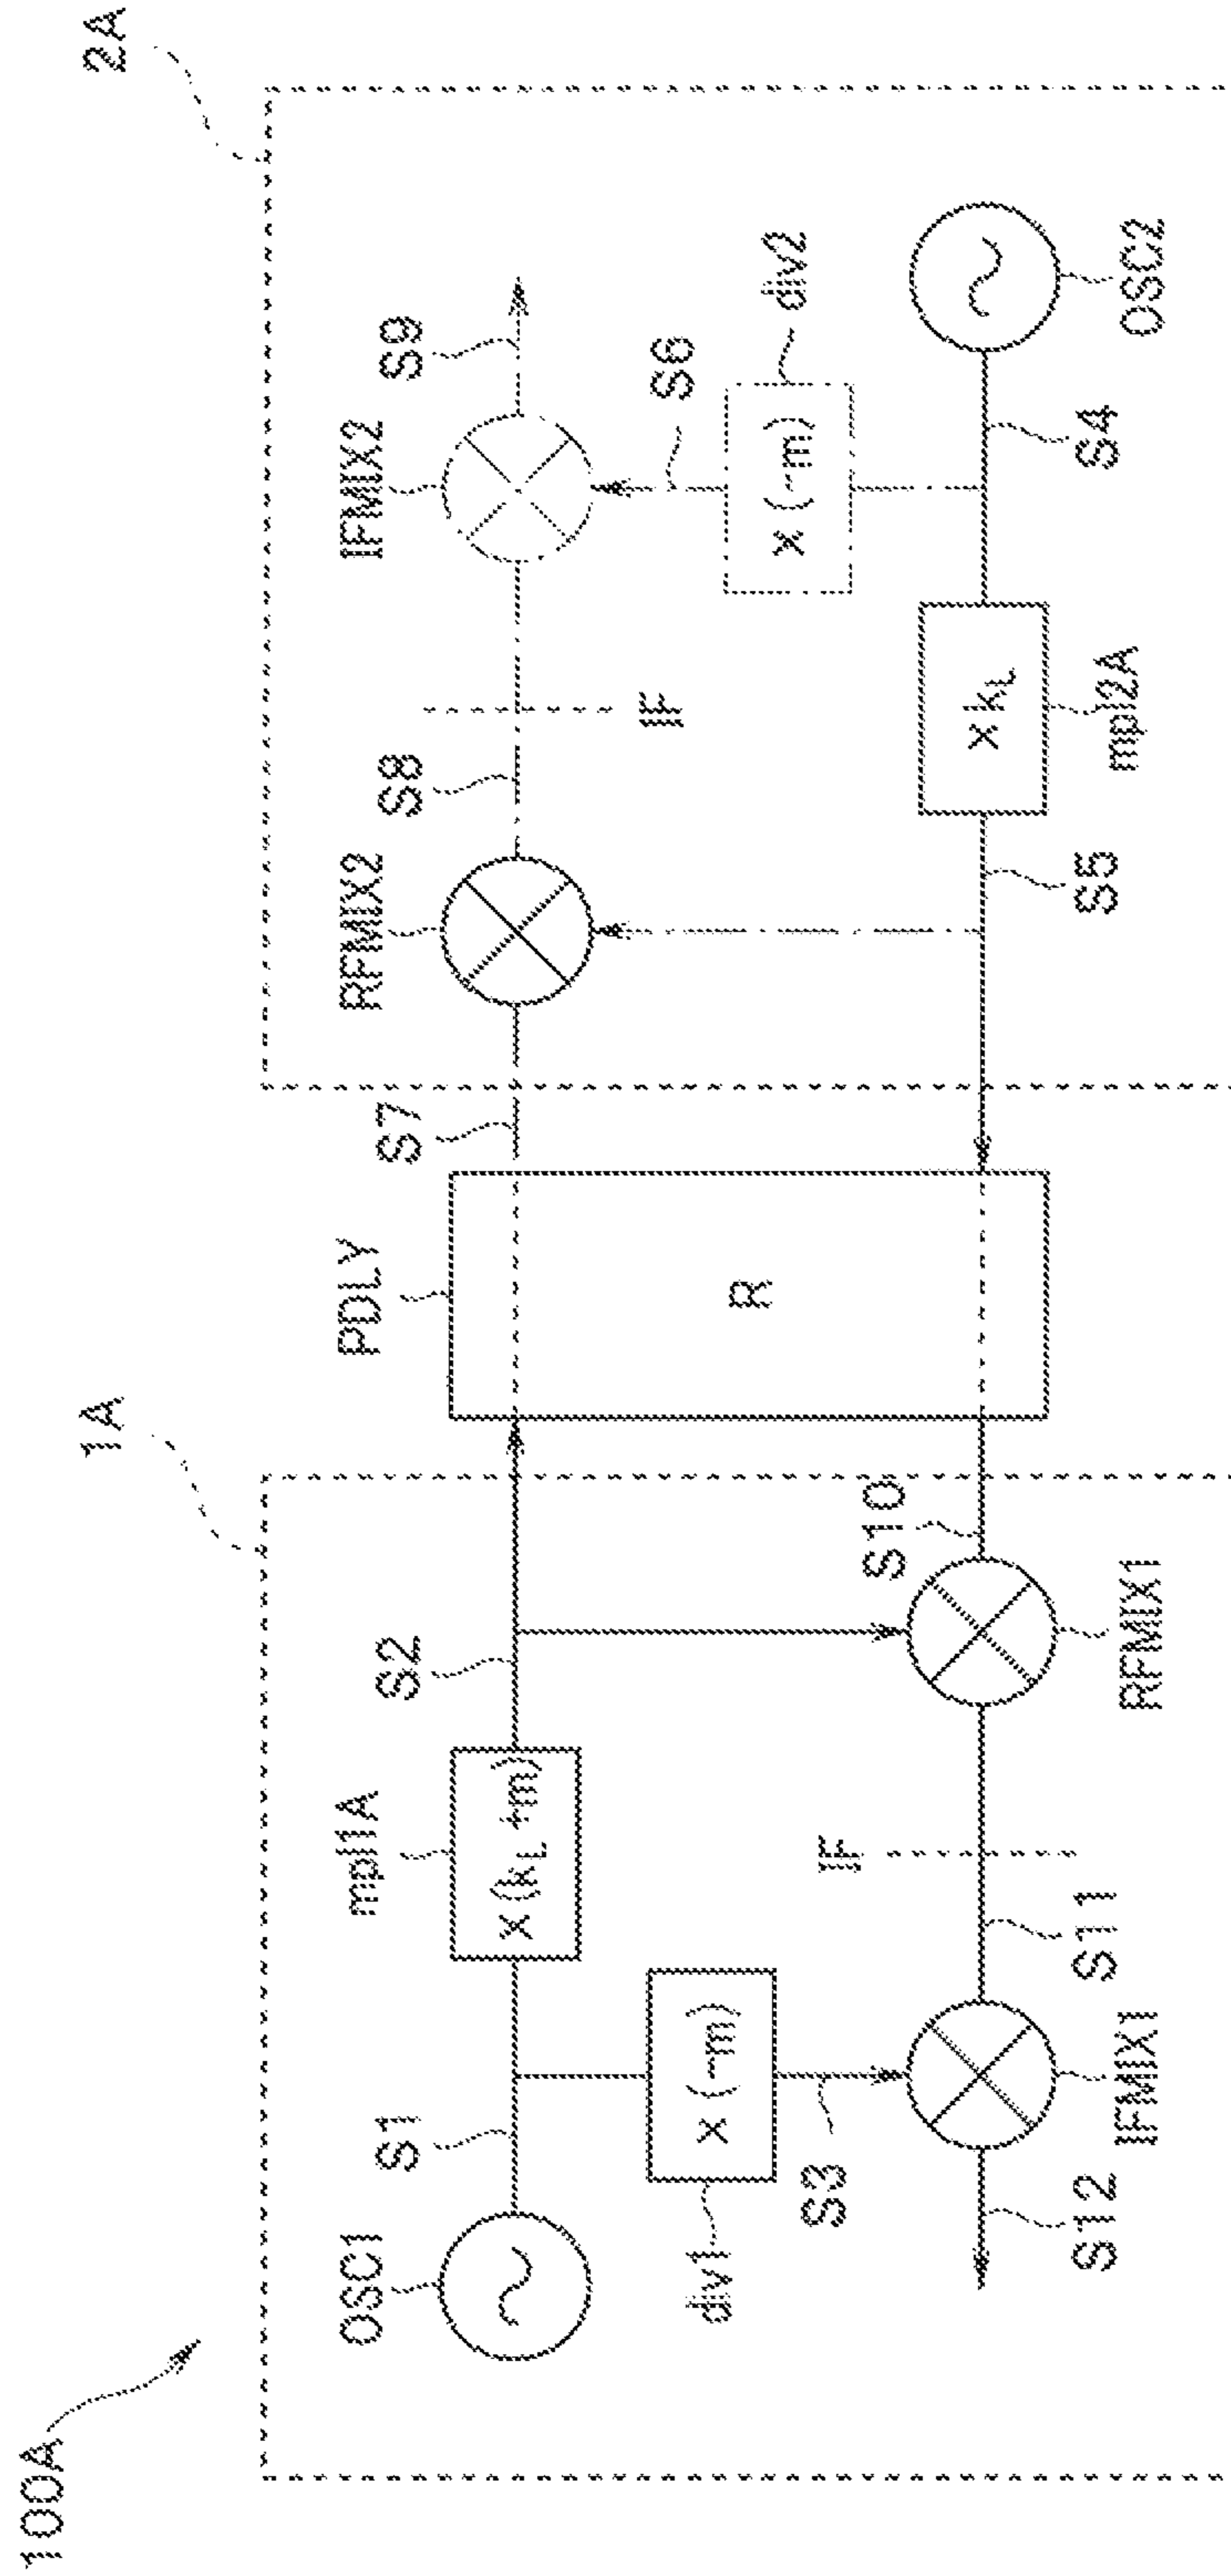 100A
1A
2A
OSC1
S1
mpl1A
x (kL +m)
S2
PDLY
S7
RFMIX2
S8
IFMIX2
S9
IF
div1
x (-m)
S3
R
S6
x (-m)
div2
IF
S10
S12
IFMIX1
S11
RFMIX1
S5
x kL
mpl2A
S4
OSC2